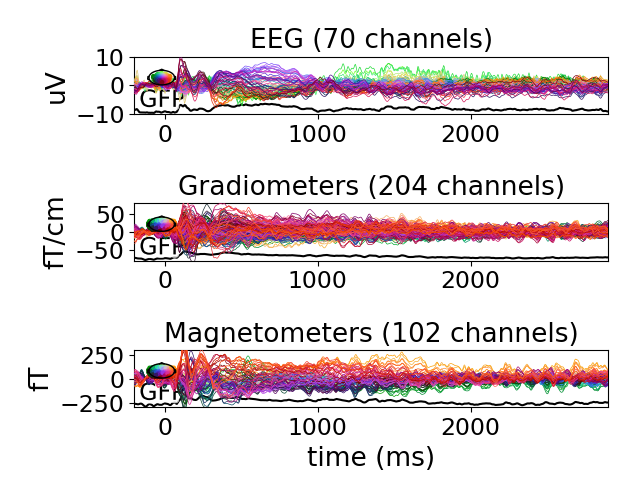 EEG (70 channels)
10
0
−10
uV
GFP
0
1000
2000
Gradiometers (204 channels)
50
0
−50
fT/cm
GFP
0
1000
2000
Magnetometers (102 channels)
250
0
−250
fT
GFP
0
1000
2000
time (ms)